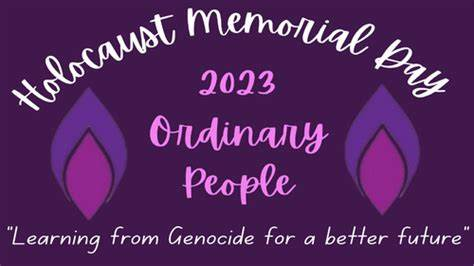 Holocaust Memorial Day
2023
Ordinary
People
"Learning from Genocide for a better future"